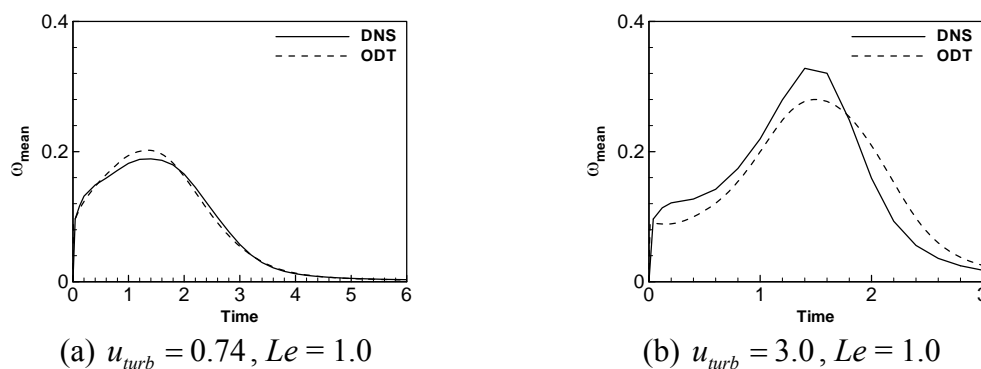 0.4
DNS
ODT
0.2
ω_mean
0
0 1 2 3 4 5 6
Time
(a) u_turb = 0.74, Le = 1.0
0.4
DNS
ODT
0.2
ω_mean
0
0 1 2 3
Time
(b) u_turb = 3.0, Le = 1.0